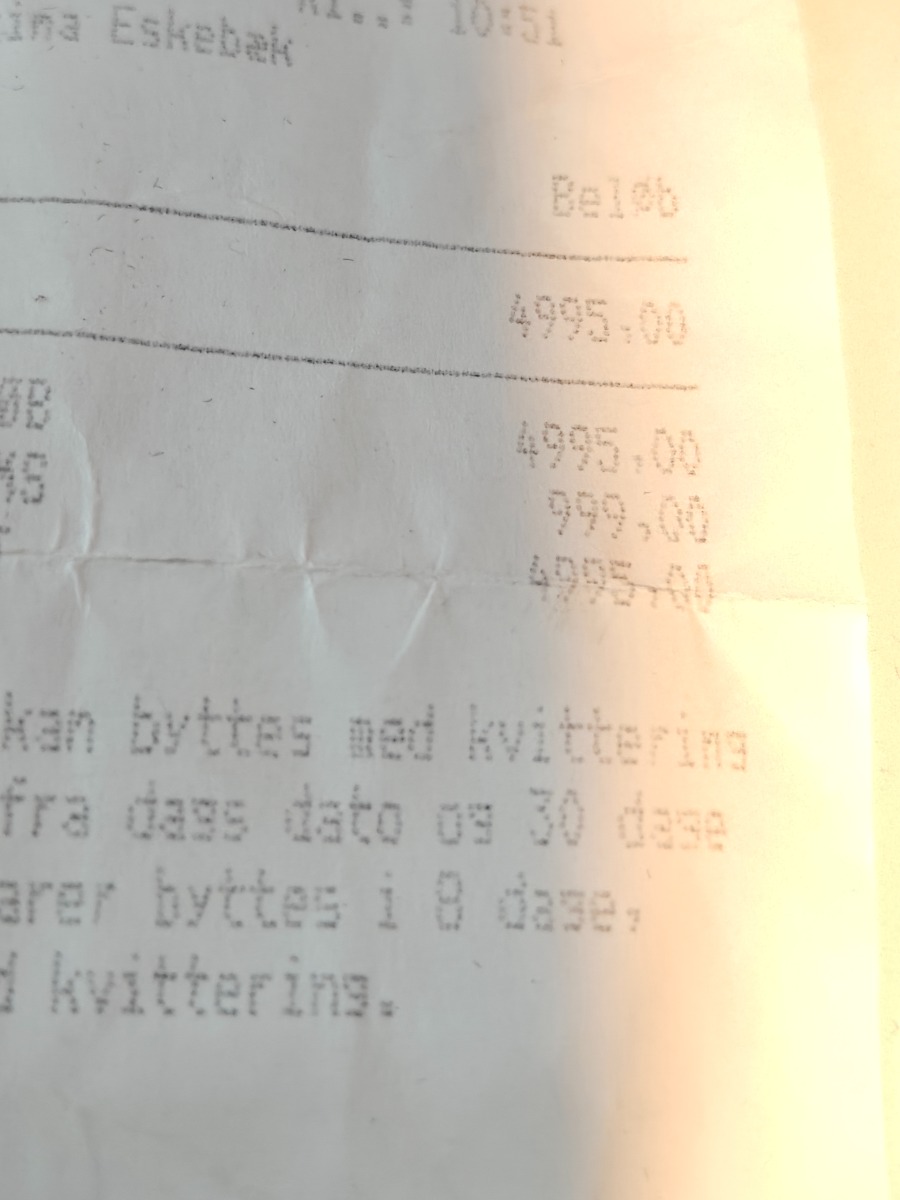 Kl..: 10:51
ina Eskebæk
Beløb
4995,00
ØB 4995,00
999,00
4995,00
kan byttes med kvittering
fra dags dato og 30 dage
arer byttes i 8 dage.
d kvittering.